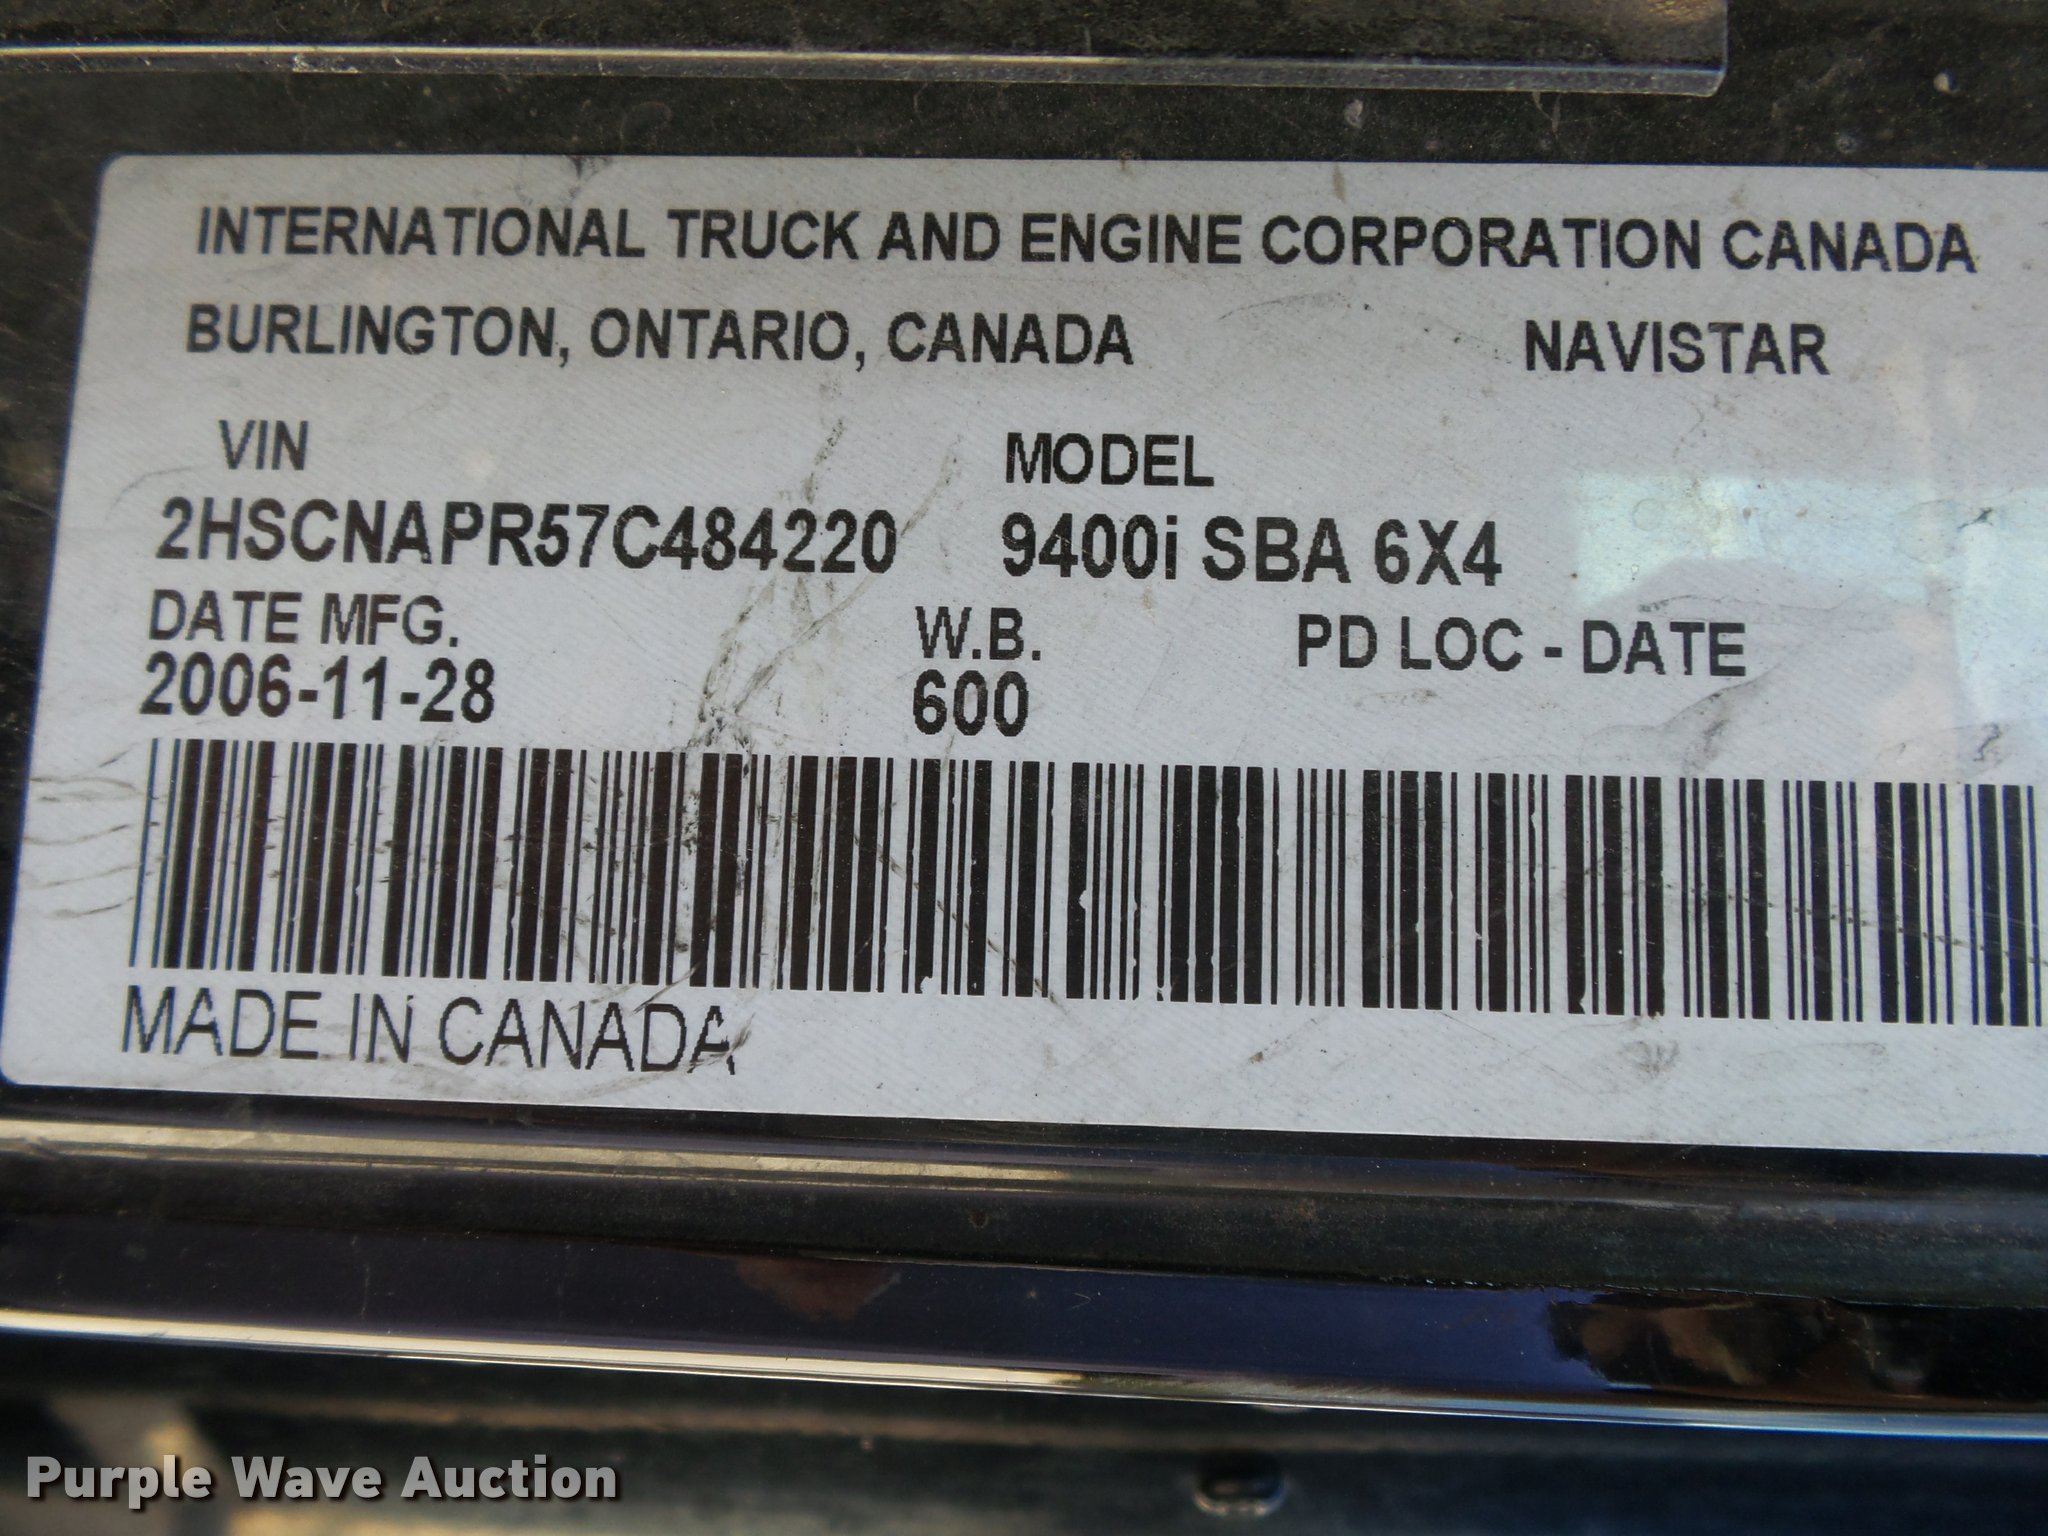 INTERNATIONAL TRUCK AND ENGINE CORPORATION CANADA
BURLINGTON, ONTARIO, CANADA NAVISTAR
VIN MODEL
2HSCNAPR57C484220 9400i SBA 6X4
DATE MFG. W.B. PD LOC - DATE
2006-11-28 600
MADE IN CANADA
Purple Wave Auction